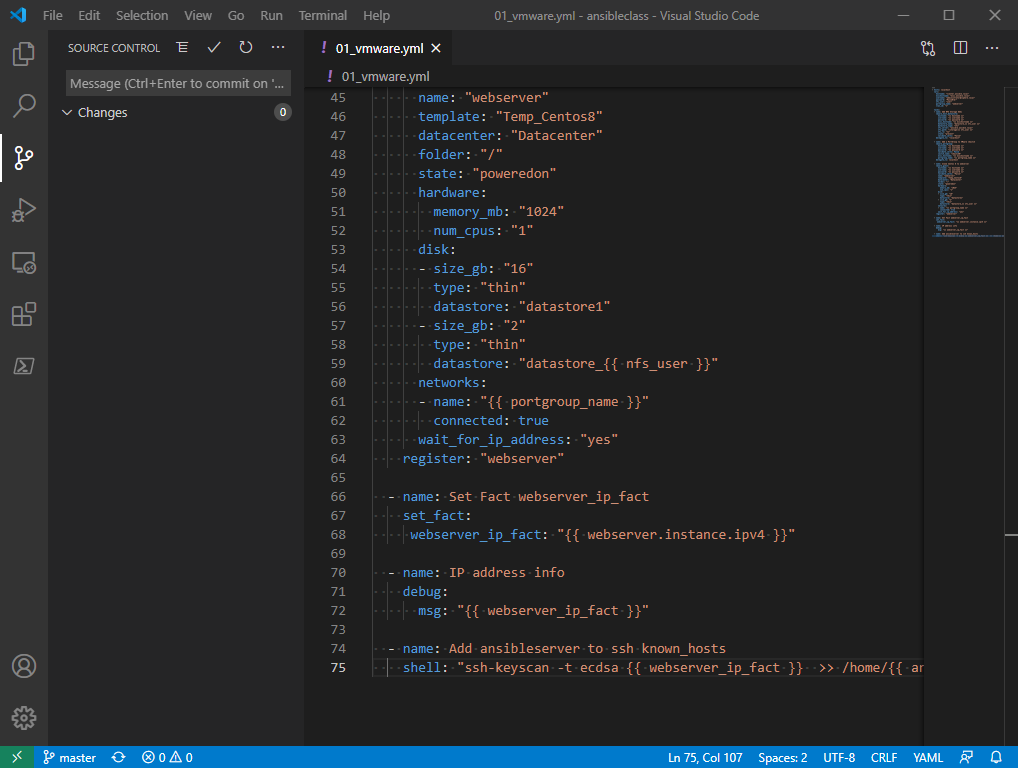 File Edit Selection View Go Run Terminal Help 01_vmware.yml - ansibleclass - Visual Studio Code
SOURCE CONTROL
! 01_vmware.yml
Message (Ctrl+Enter to commit on '...
! 01_vmware.yml
Changes 0
45 name: "webserver"
46 template: "Temp_Centos8"
47 datacenter: "Datacenter"
48 folder: "/"
49 state: "poweredon"
50 hardware:
51 memory_mb: "1024"
52 num_cpus: "1"
53 disk:
54 - size_gb: "16"
55 type: "thin"
56 datastore: "datastore1"
57 - size_gb: "2"
58 type: "thin"
59 datastore: "datastore_{{ nfs_user }}"
60 networks:
61 - name: "{{ portgroup_name }}"
62 connected: true
63 wait_for_ip_address: "yes"
64 register: "webserver"
65
66 - name: Set Fact webserver_ip_fact
67 set_fact:
68 webserver_ip_fact: "{{ webserver.instance.ipv4 }}"
69
70 - name: IP address info
71 debug:
72 msg: "{{ webserver_ip_fact }}"
73
74 - name: Add ansibleserver to ssh known_hosts
75 shell: "ssh-keyscan -t ecdsa {{ webserver_ip_fact }} >> /home/{{ an
master 0 0 Ln 75, Col 107 Spaces: 2 UTF-8 CRLF YAML